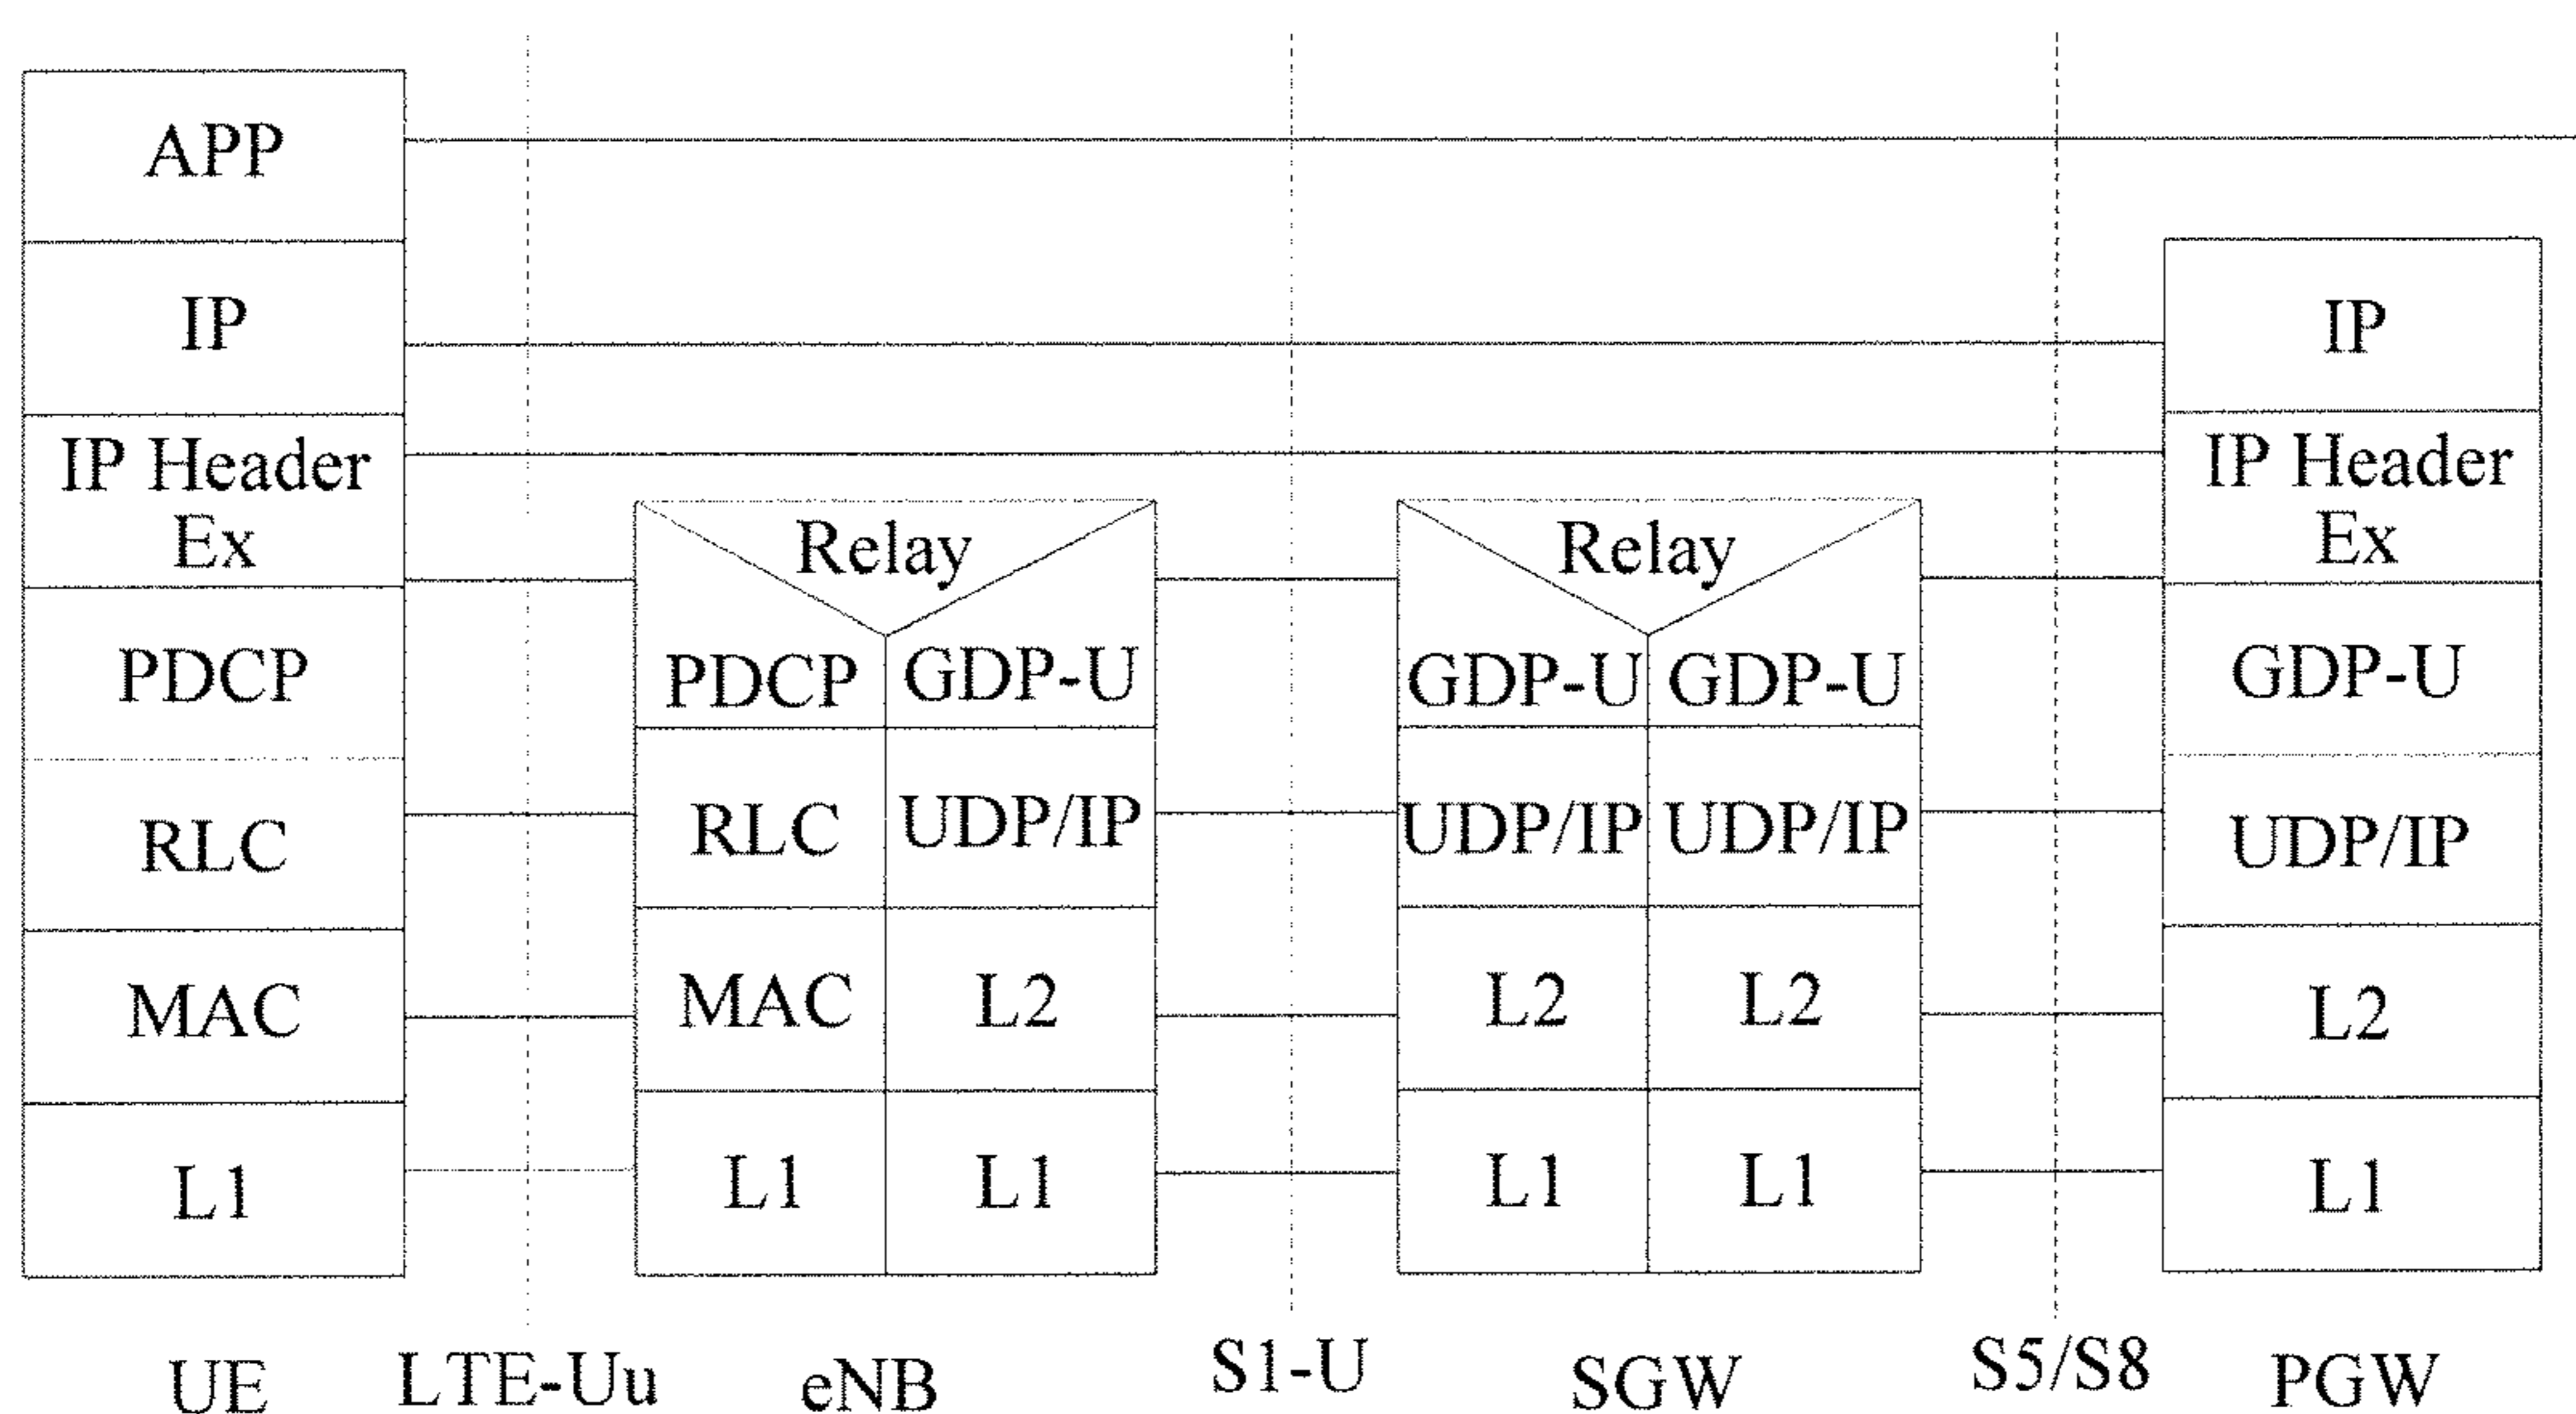 APP
IP
IP Header
Ex
PDCP
RLC
MAC
L1
UE
LTE-Uu
Relay
PDCP GDP-U
RLC UDP/IP
MAC L2
L1 L1
eNB
S1-U
Relay
GDP-U GDP-U
UDP/IP UDP/IP
L2 L2
L1 L1
SGW
S5/S8
IP
IP Header
Ex
GDP-U
UDP/IP
L2
L1
PGW